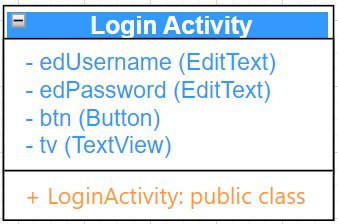 Login Activity
- edUsername (EditText)
- edPassword (EditText)
- btn (Button)
- tv (TextView)
+ LoginActivity: public class